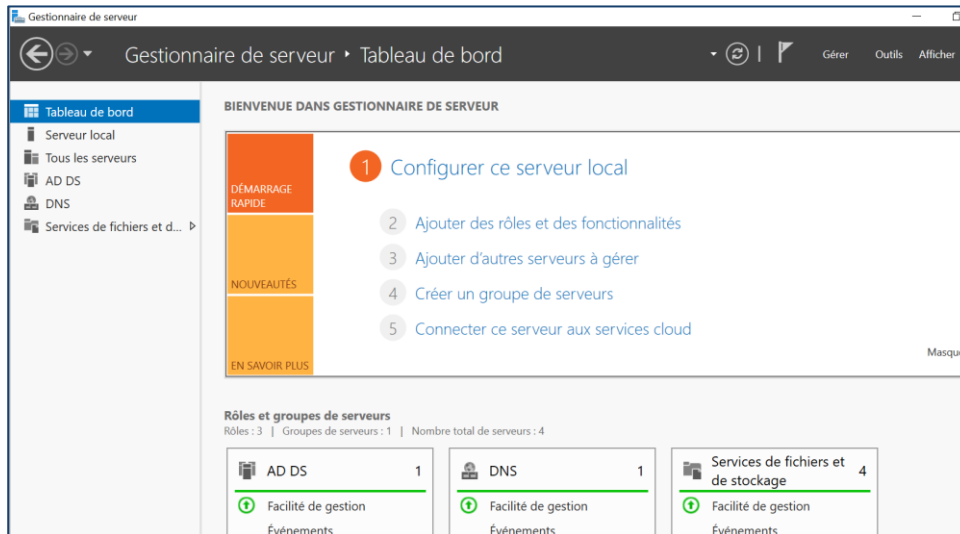 Gestionnaire de serveur
Gestionnaire de serveur ‣ Tableau de bord
Gérer Outils Afficher
Tableau de bord
Serveur local
Tous les serveurs
AD DS
DNS
Services de fichiers et d...
BIENVENUE DANS GESTIONNAIRE DE SERVEUR
DÉMARRAGE
RAPIDE
NOUVEAUTÉS
EN SAVOIR PLUS
1 Configurer ce serveur local
2 Ajouter des rôles et des fonctionnalités
3 Ajouter d'autres serveurs à gérer
4 Créer un groupe de serveurs
5 Connecter ce serveur aux services cloud
Masqu
Rôles et groupes de serveurs
Rôles : 3 | Groupes de serveurs : 1 | Nombre total de serveurs : 4
AD DS 1
Facilité de gestion
Événements
DNS 1
Facilité de gestion
Événements
Services de fichiers et
de stockage 4
Facilité de gestion
Événements